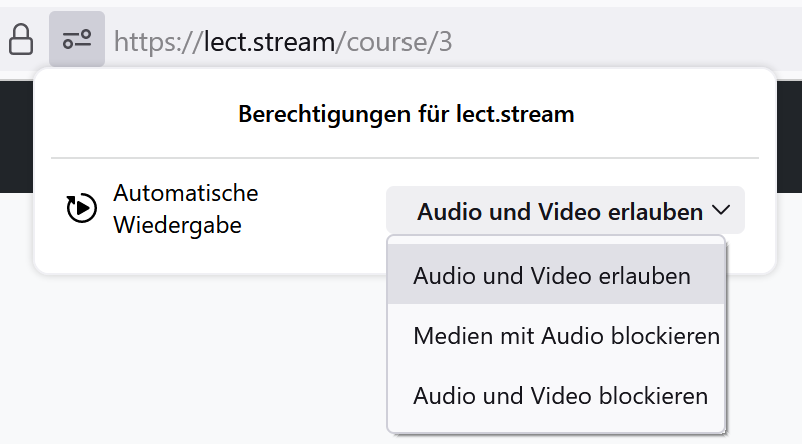 https://lect.stream/course/3
Berechtigungen für lect.stream
Automatische
Wiedergabe
Audio und Video erlauben
Audio und Video erlauben
Medien mit Audio blockieren
Audio und Video blockieren